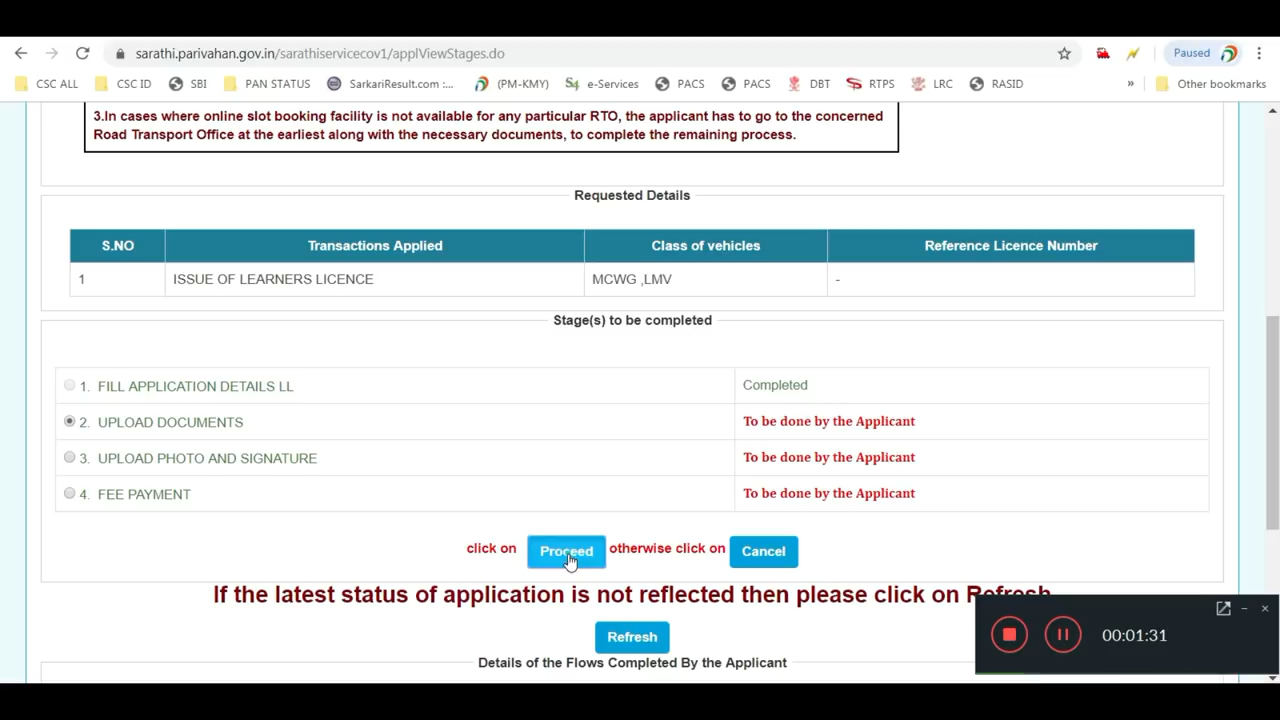 sarathi.parivahan.gov.in/sarathiservicecov1/applViewStages.do
Paused
CSC ALL
CSC ID
SBI
PAN STATUS
SarkariResult.com :...
(PM-KMY)
e-Services
PACS
PACS
DBT
RTPS
LRC
RASID
»
Other bookmarks
3.In cases where online slot booking facility is not available for any particular RTO, the applicant has to go to the concerned
Road Transport Office at the earliest along with the necessary documents, to complete the remaining process.
Requested Details
S.NO Transactions Applied Class of vehicles Reference Licence Number
1 ISSUE OF LEARNERS LICENCE MCWG ,LMV -
Stage(s) to be completed
1. FILL APPLICATION DETAILS LL Completed
2. UPLOAD DOCUMENTS To be done by the Applicant
3. UPLOAD PHOTO AND SIGNATURE To be done by the Applicant
4. FEE PAYMENT To be done by the Applicant
click on Proceed otherwise click on Cancel
If the latest status of application is not reflected then please click on Refresh
Refresh
00:01:31
Details of the Flows Completed By the Applicant